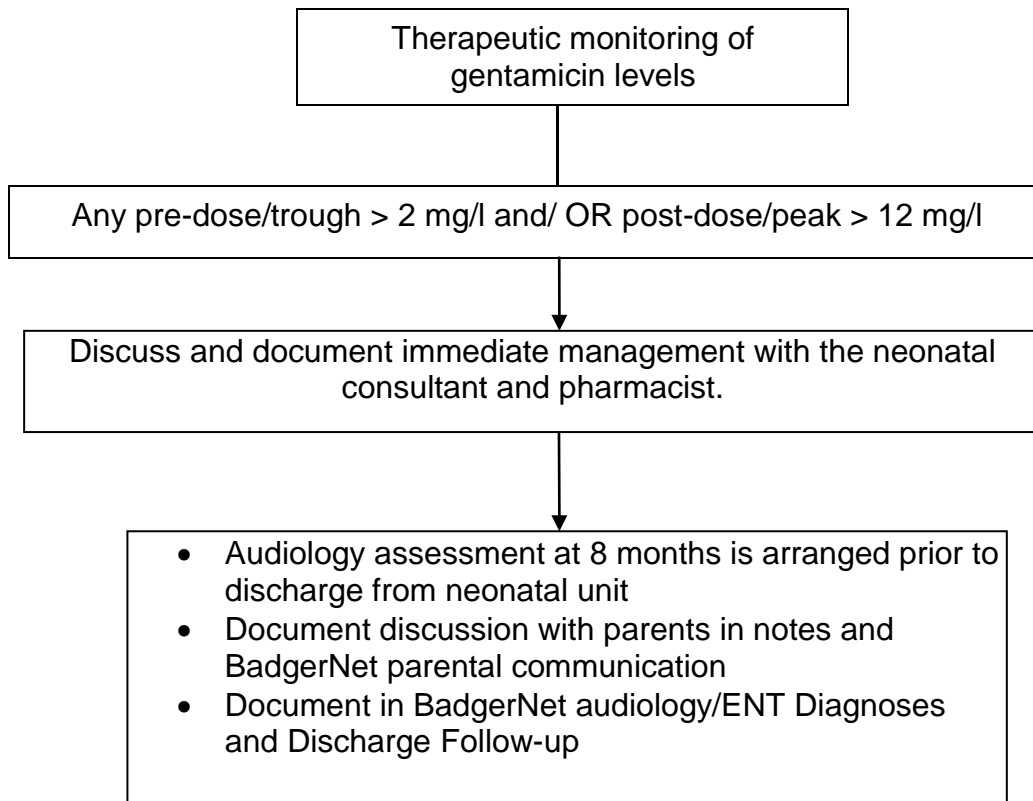 Therapeutic monitoring of
gentamicin levels
Any pre-dose/trough > 2 mg/l and/ OR post-dose/peak > 12 mg/l
Discuss and document immediate management with the neonatal
consultant and pharmacist.
• Audiology assessment at 8 months is arranged prior to
discharge from neonatal unit
• Document discussion with parents in notes and
BadgerNet parental communication
• Document in BadgerNet audiology/ENT Diagnoses
and Discharge Follow-up